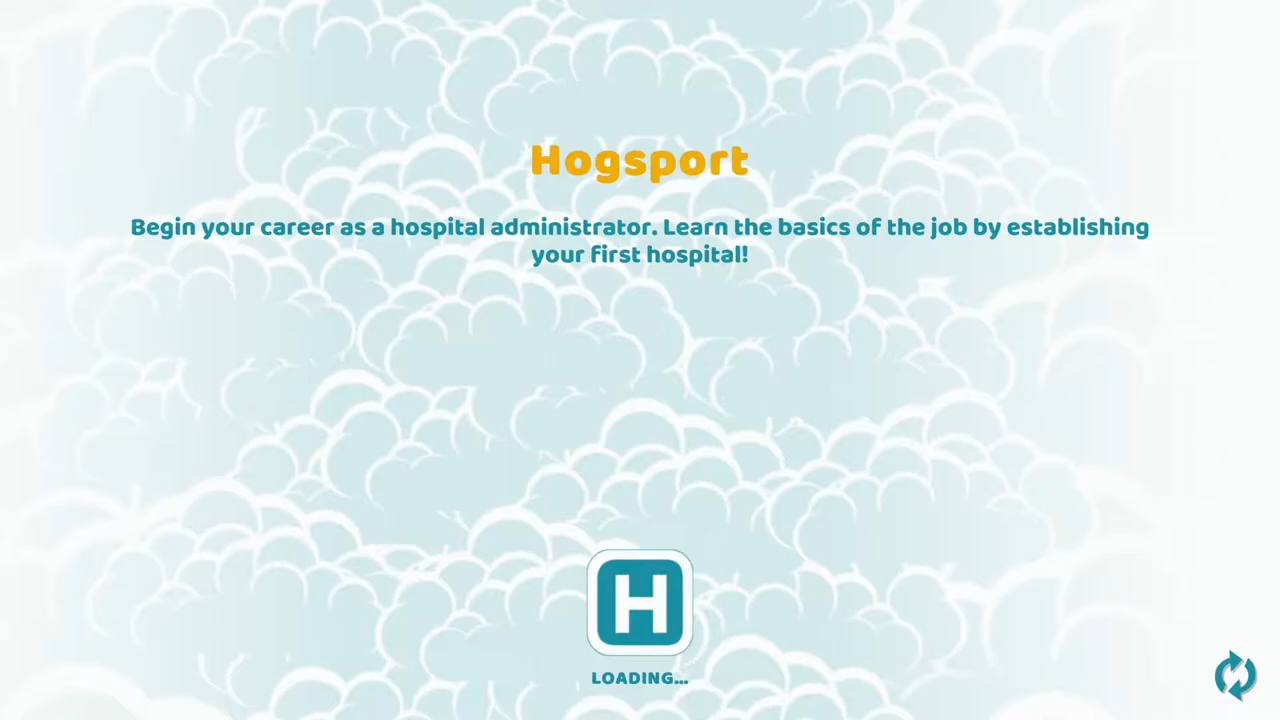 Hogsport
Begin your career as a hospital administrator. Learn the basics of the job by establishing
your first hospital!
H
LOADING...